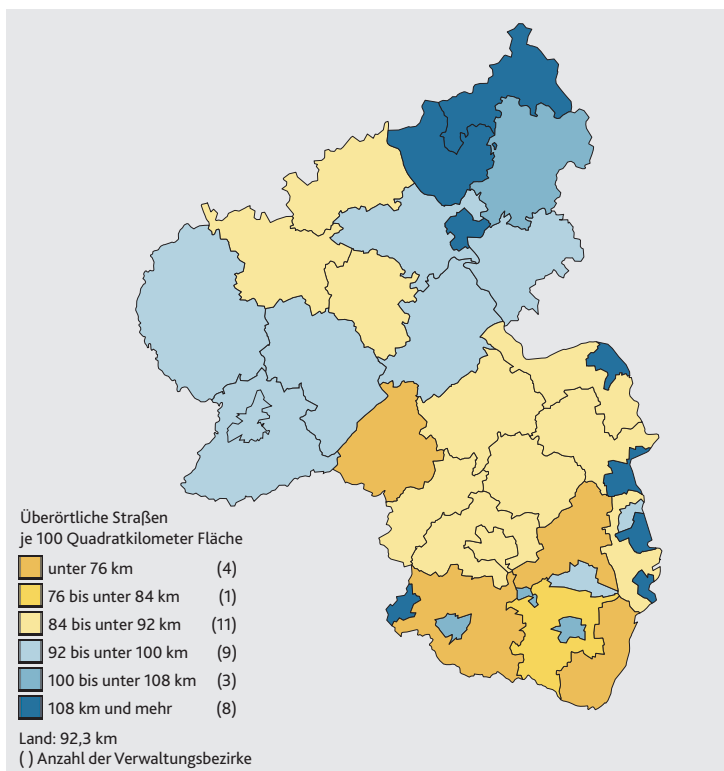 Überörtliche Straßen
je 100 Quadratkilometer Fläche
unter 76 km (4)
76 bis unter 84 km (1)
84 bis unter 92 km (11)
92 bis unter 100 km (9)
100 bis unter 108 km (3)
108 km und mehr (8)
Land: 92,3 km
( ) Anzahl der Verwaltungsbezirke